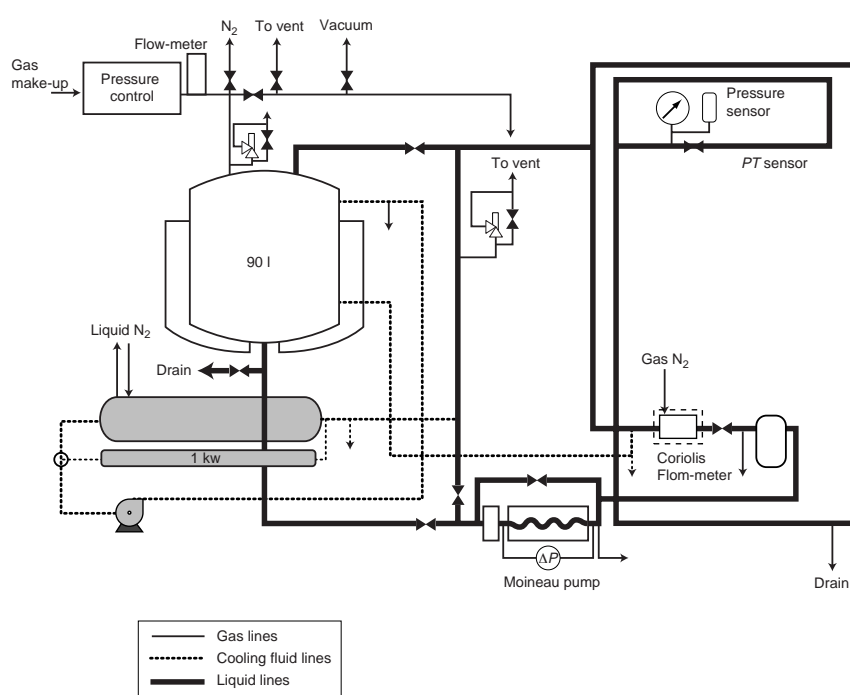 N₂
To vent
Vacuum
Flow-meter
Gas
make-up
Pressure
control
Pressure
sensor
PT sensor
To vent
90 l
Liquid N₂
Drain
Gas N₂
1 kw
Coriolis
Flom-meter
ΔP
Moineau pump
Drain
Gas lines
Cooling fluid lines
Liquid lines